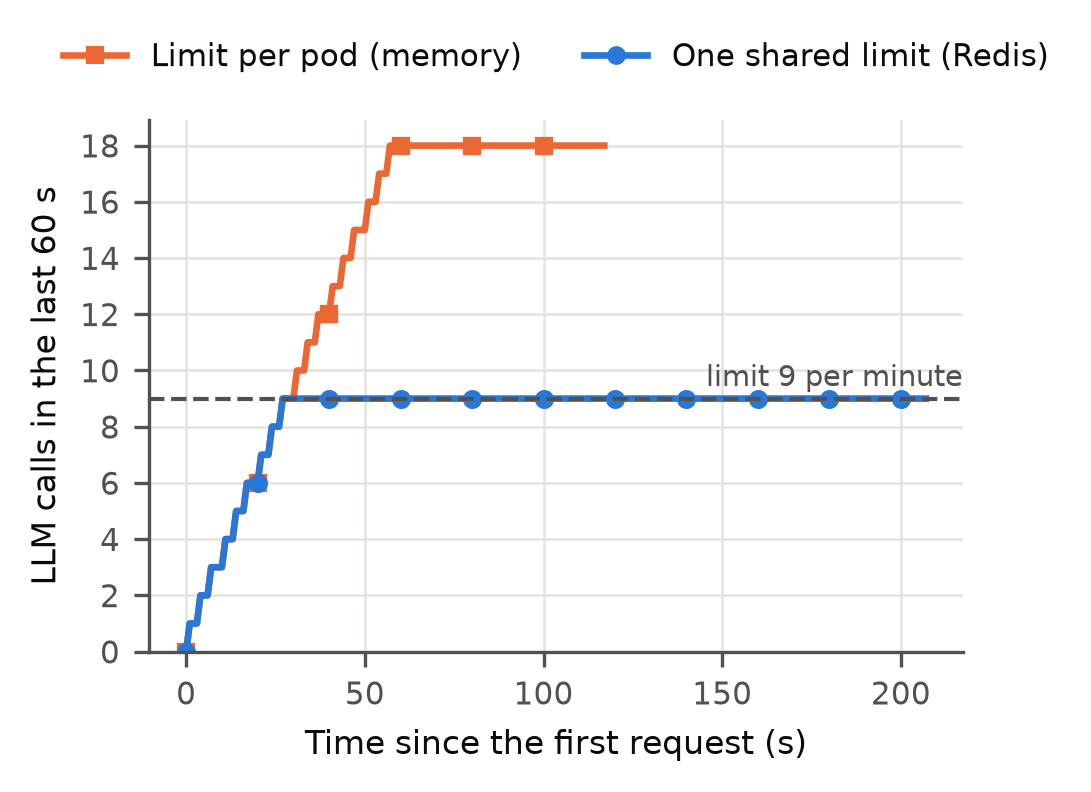 Limit per pod (memory)
One shared limit (Redis)
LLM calls in the last 60 s
18
16
14
12
10
8
6
4
2
0
limit 9 per minute
0 50 100 150 200
Time since the first request (s)